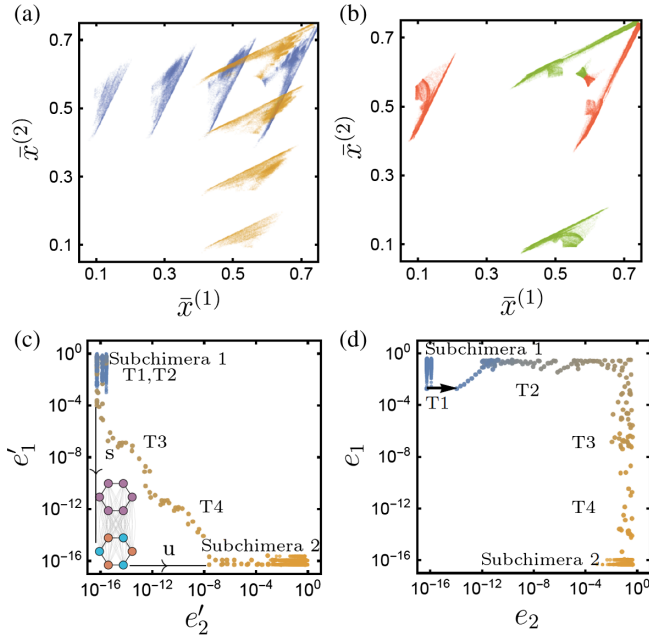 (a)
0.7
0.5
0.3
0.1
x̄^(2)
0.1 0.3 0.5 0.7
x̄^(1)
(b)
0.7
0.5
0.3
0.1
x̄^(2)
0.1 0.3 0.5 0.7
x̄^(1)
(c)
10^0
10^-4
10^-8
10^-12
10^-16
e′_1
Subchimera 1
T1,T2
T3
s
T4
Subchimera 2
u
10^-16 10^-12 10^-8 10^-4 10^0
e′_2
(d)
10^0
10^-4
10^-8
10^-12
10^-16
e_1
Subchimera 1
T1
T2
T3
T4
Subchimera 2
10^-16 10^-12 10^-8 10^-4 10^0
e_2